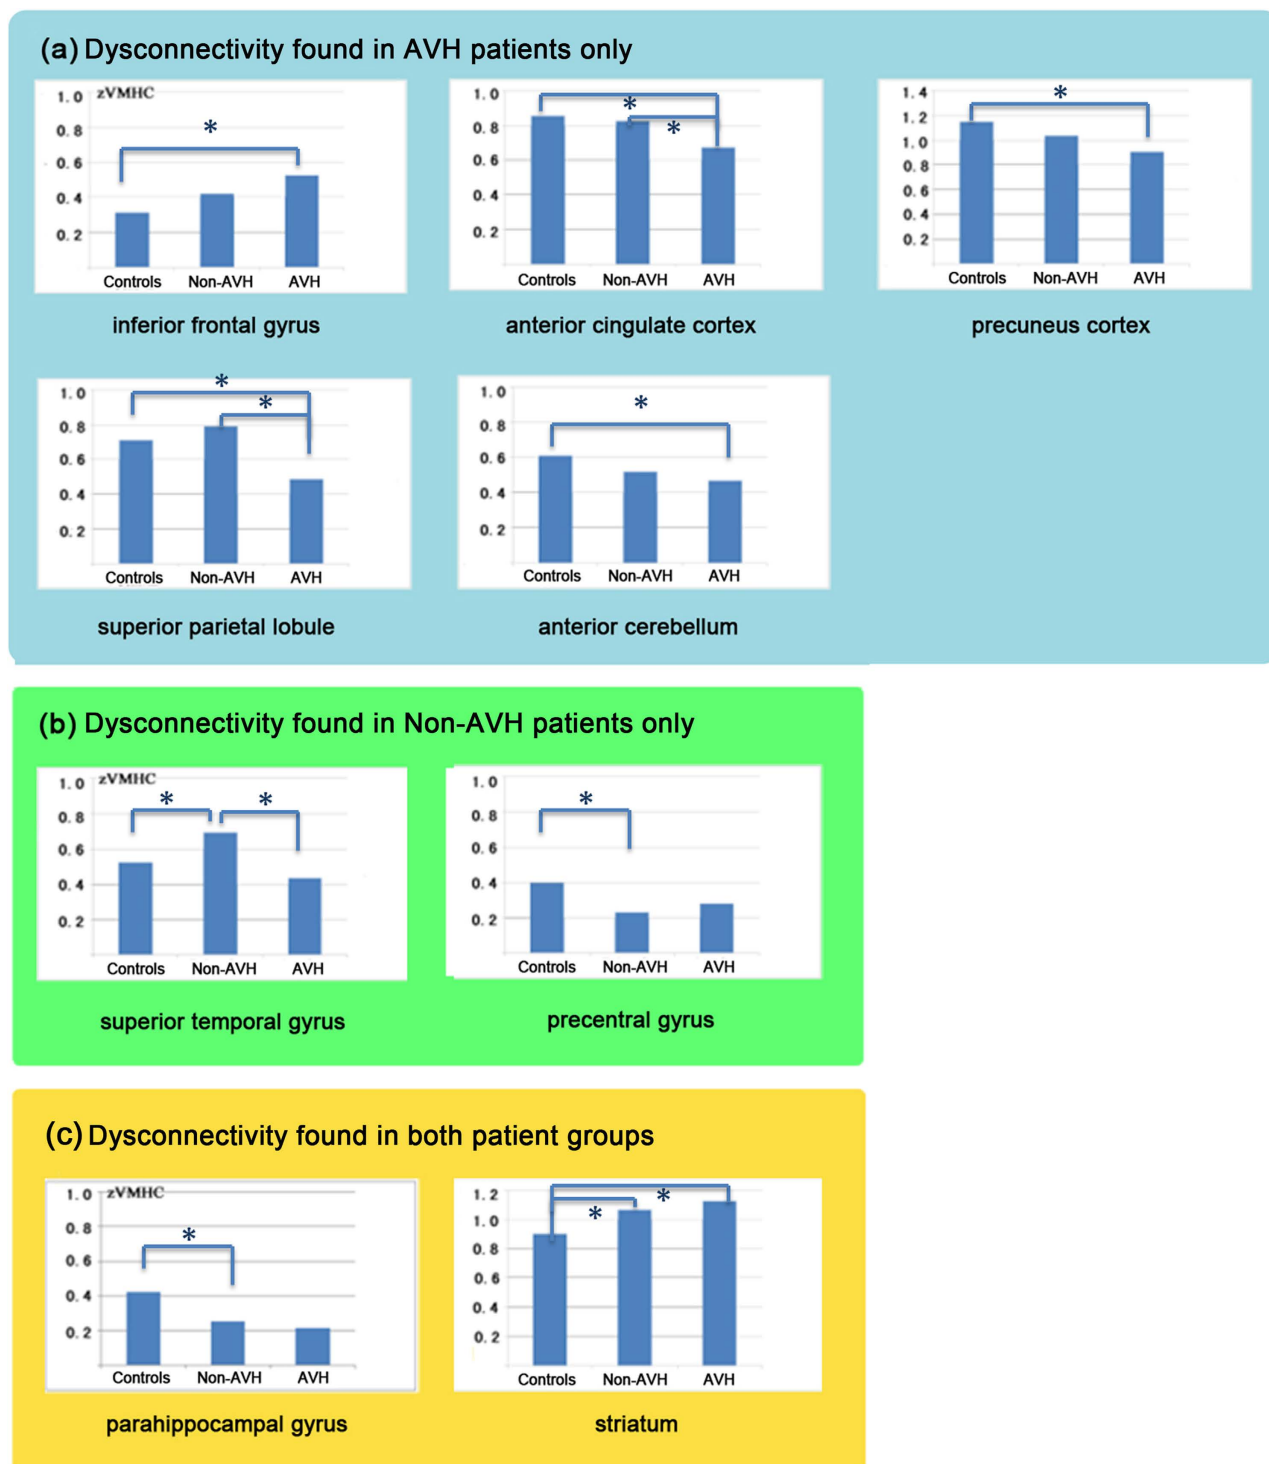 (a) Dysconnectivity found in AVH patients only
zVMHC
1.0
0.8
0.6
0.4
0.2
*
Controls Non-AVH AVH
inferior frontal gyrus
1.0
0.8
0.6
0.4
0.2
*
*
Controls Non-AVH AVH
anterior cingulate cortex
1.4
1.2
1.0
0.8
0.6
0.4
0.2
*
Controls Non-AVH AVH
precuneus cortex
1.0
0.8
0.6
0.4
0.2
*
*
Controls Non-AVH AVH
superior parietal lobule
1.0
0.8
0.6
0.4
0.2
*
Controls Non-AVH AVH
anterior cerebellum
(b) Dysconnectivity found in Non-AVH patients only
zVMHC
1.0
0.8
0.6
0.4
0.2
* *
Controls Non-AVH AVH
superior temporal gyrus
1.0
0.8
0.6
0.4
0.2
*
Controls Non-AVH AVH
precentral gyrus
(c) Dysconnectivity found in both patient groups
zVMHC
1.0
0.8
0.6
0.4
0.2
*
Controls Non-AVH AVH
parahippocampal gyrus
1.2
1.0
0.8
0.6
0.4
0.2
*
*
Controls Non-AVH AVH
striatum